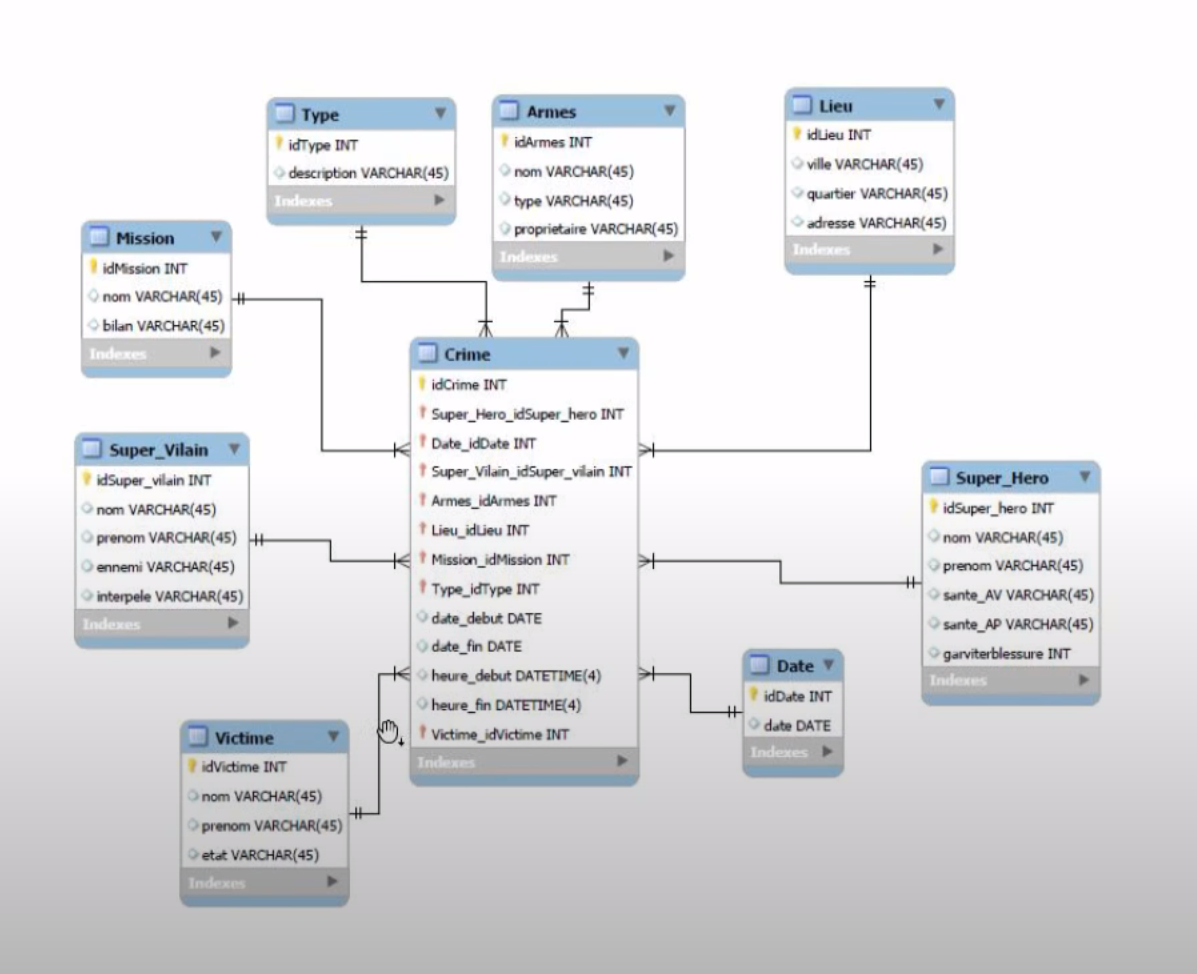 Type
idType INT
description VARCHAR(45)
Indexes
Armes
idArmes INT
nom VARCHAR(45)
type VARCHAR(45)
proprietaire VARCHAR(45)
Indexes
Lieu
idLieu INT
ville VARCHAR(45)
quartier VARCHAR(45)
adresse VARCHAR(45)
Indexes
Mission
idMission INT
nom VARCHAR(45)
bilan VARCHAR(45)
Indexes
Crime
idCrime INT
Super_Hero_idSuper_hero INT
Date_idDate INT
Super_Vilain_idSuper_vilain INT
Armes_idArmes INT
Lieu_idLieu INT
Mission_idMission INT
Type_idType INT
date_debut DATE
date_fin DATE
heure_debut DATETIME(4)
heure_fin DATETIME(4)
Victime_idVictime INT
Indexes
Super_Vilain
idSuper_vilain INT
nom VARCHAR(45)
prenom VARCHAR(45)
ennemi VARCHAR(45)
interpele VARCHAR(45)
Indexes
Super_Hero
idSuper_hero INT
nom VARCHAR(45)
prenom VARCHAR(45)
sante_AV VARCHAR(45)
sante_AP VARCHAR(45)
garviterblessure INT
Indexes
Date
idDate INT
date DATE
Indexes
Victime
idVictime INT
nom VARCHAR(45)
prenom VARCHAR(45)
etat VARCHAR(45)
Indexes